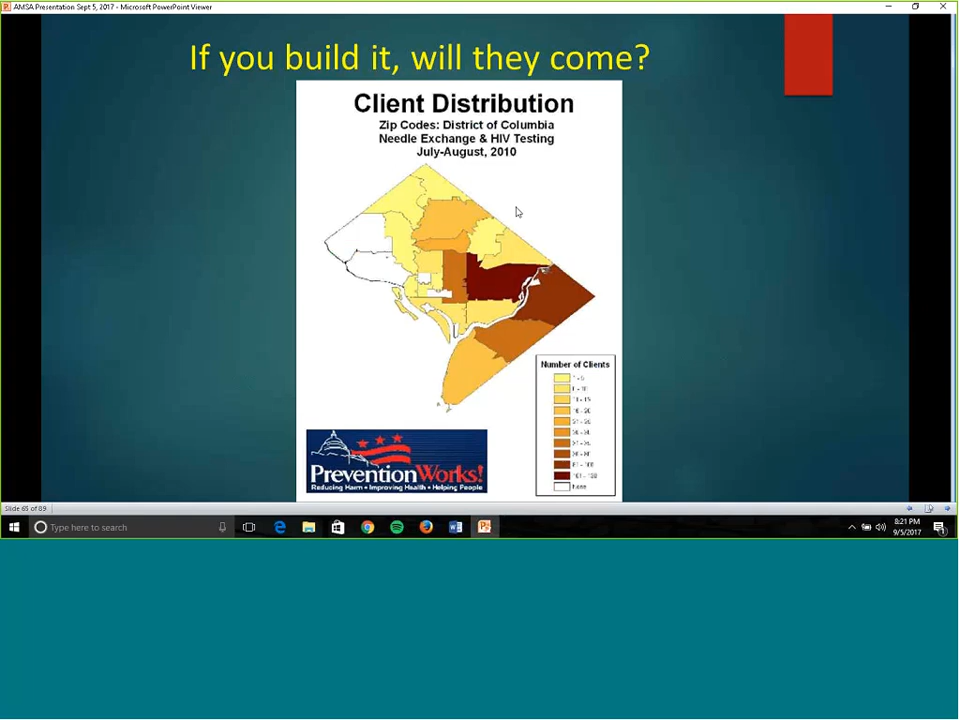 AMSA Presentation Sept 5, 2017 - Microsoft PowerPoint Viewer
If you build it, will they come?
Client Distribution
Zip Codes: District of Columbia
Needle Exchange & HIV Testing
July-August, 2010
Number of Clients
None
PreventionWorks!
Reducing Harm • Improving Health • Helping People
Slide 65 of 89
Type here to search
8:21 PM
9/5/2017